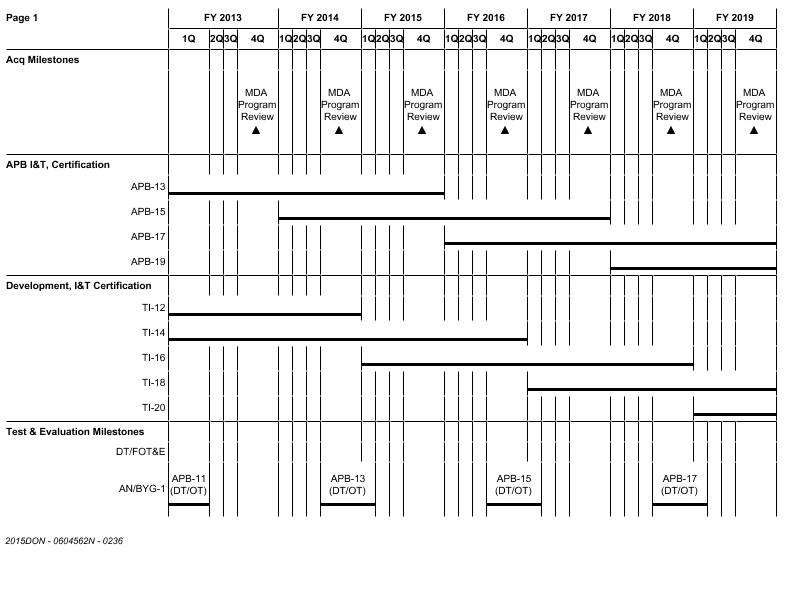 Page 1 FY 2013 FY 2014 FY 2015 FY 2016 FY 2017 FY 2018 FY 2019
1Q 2Q 3Q 4Q 1Q 2Q 3Q 4Q 1Q 2Q 3Q 4Q 1Q 2Q 3Q 4Q 1Q 2Q 3Q 4Q 1Q 2Q 3Q 4Q 1Q 2Q 3Q 4Q
Acq Milestones
MDA MDA MDA MDA MDA MDA MDA
Program Program Program Program Program Program Program
Review Review Review Review Review Review Review
APB I&T, Certification
APB-13
APB-15
APB-17
APB-19
Development, I&T Certification
TI-12
TI-14
TI-16
TI-18
TI-20
Test & Evaluation Milestones
DT/FOT&E
APB-11 APB-13 APB-15 APB-17
AN/BYG-1 (DT/OT) (DT/OT) (DT/OT) (DT/OT)
2015DON - 0604562N - 0236